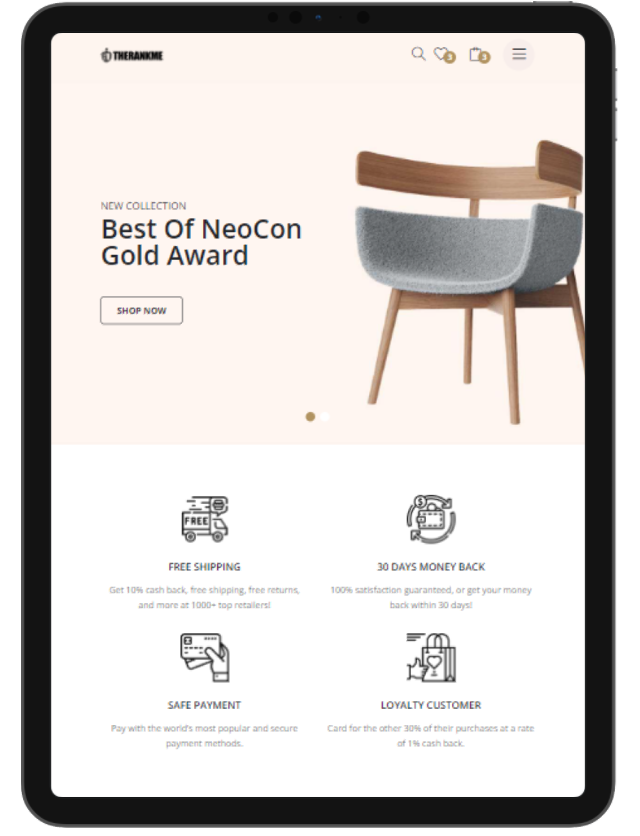 THERANKME
3
3
NEW COLLECTION
Best Of NeoCon
Gold Award
SHOP NOW
FREE
$
FREE SHIPPING
30 DAYS MONEY BACK
Get 10% cash back, free shipping, free returns,
and more at 1000+ top retailers!
100% satisfaction guaranteed, or get your money
back within 30 days!
SAFE PAYMENT
LOYALTY CUSTOMER
Pay with the world's most popular and secure
payment methods.
Card for the other 30% of their purchases at a rate
of 1% cash back.